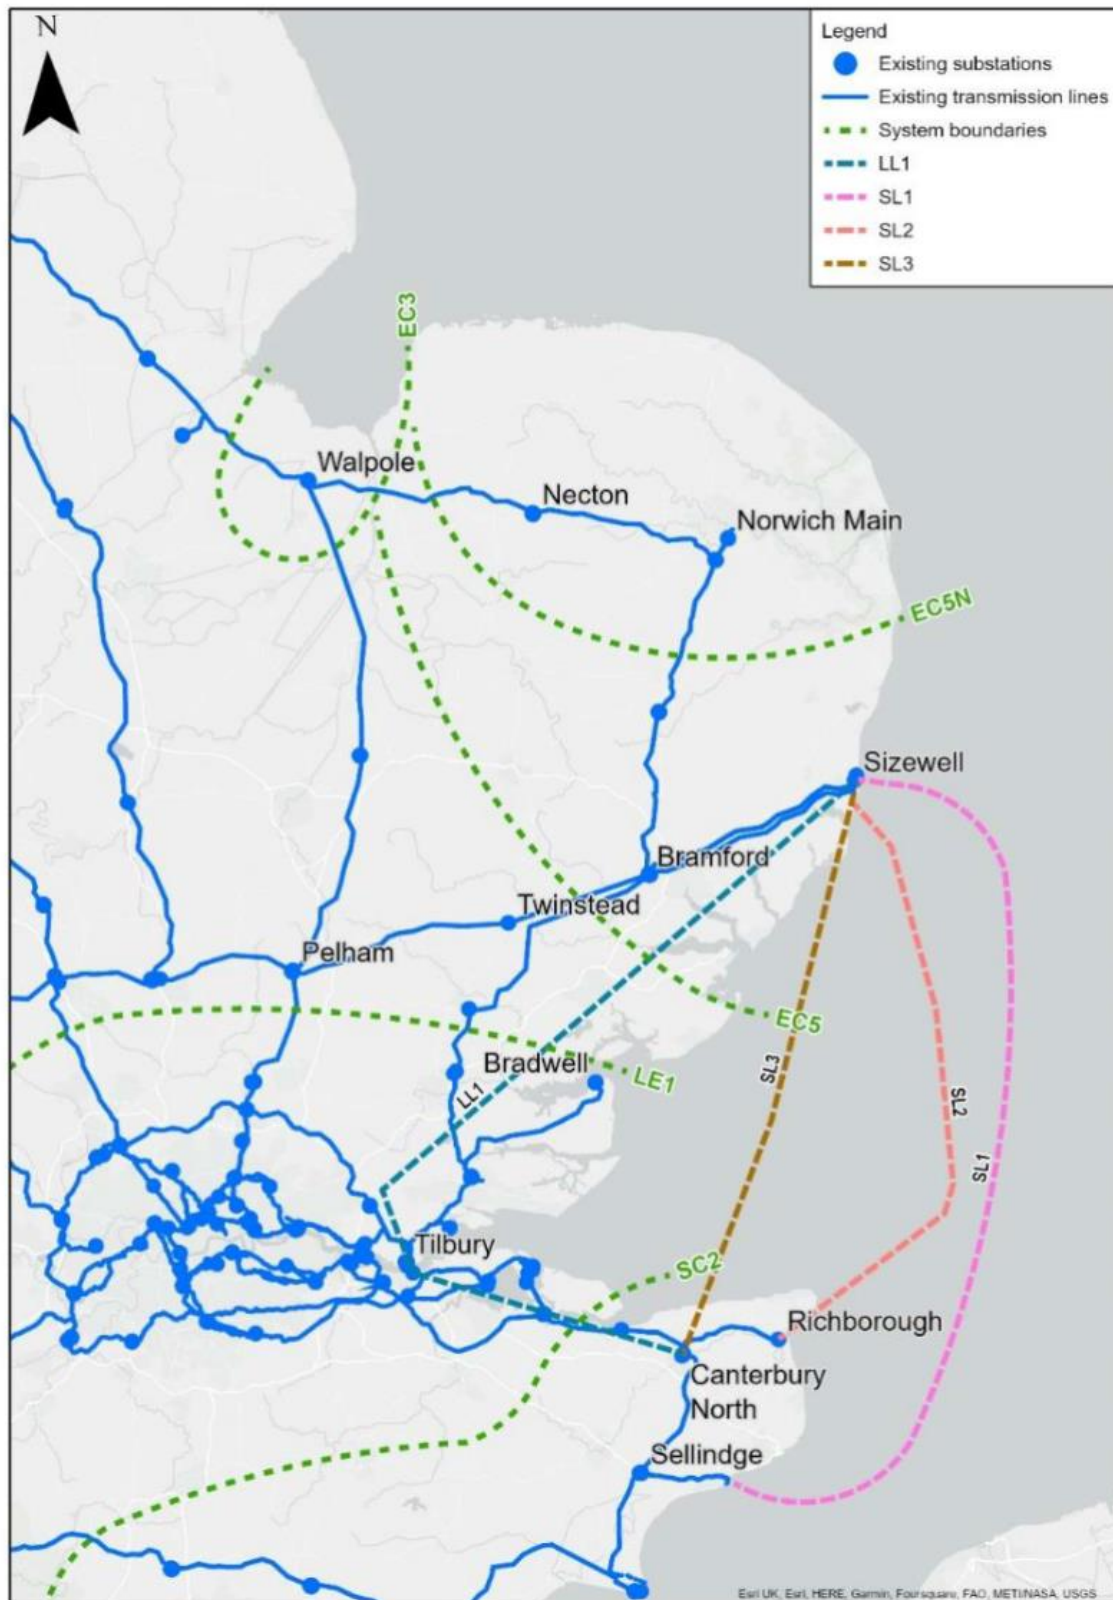 N
Legend
Existing substations
Existing transmission lines
System boundaries
LL1
SL1
SL2
SL3
EC3
Walpole
Necton
Norwich Main
EC5N
Sizewell
Bramford
Twinstead
Pelham
EC5
Bradwell
LE1
LL1
SL3
SL2
SL1
Tilbury
SC2
Richborough
Canterbury
North
Sellindge
Esri UK, Esri, HERE, Garmin, Foursquare, FAO, METI/NASA, USGS